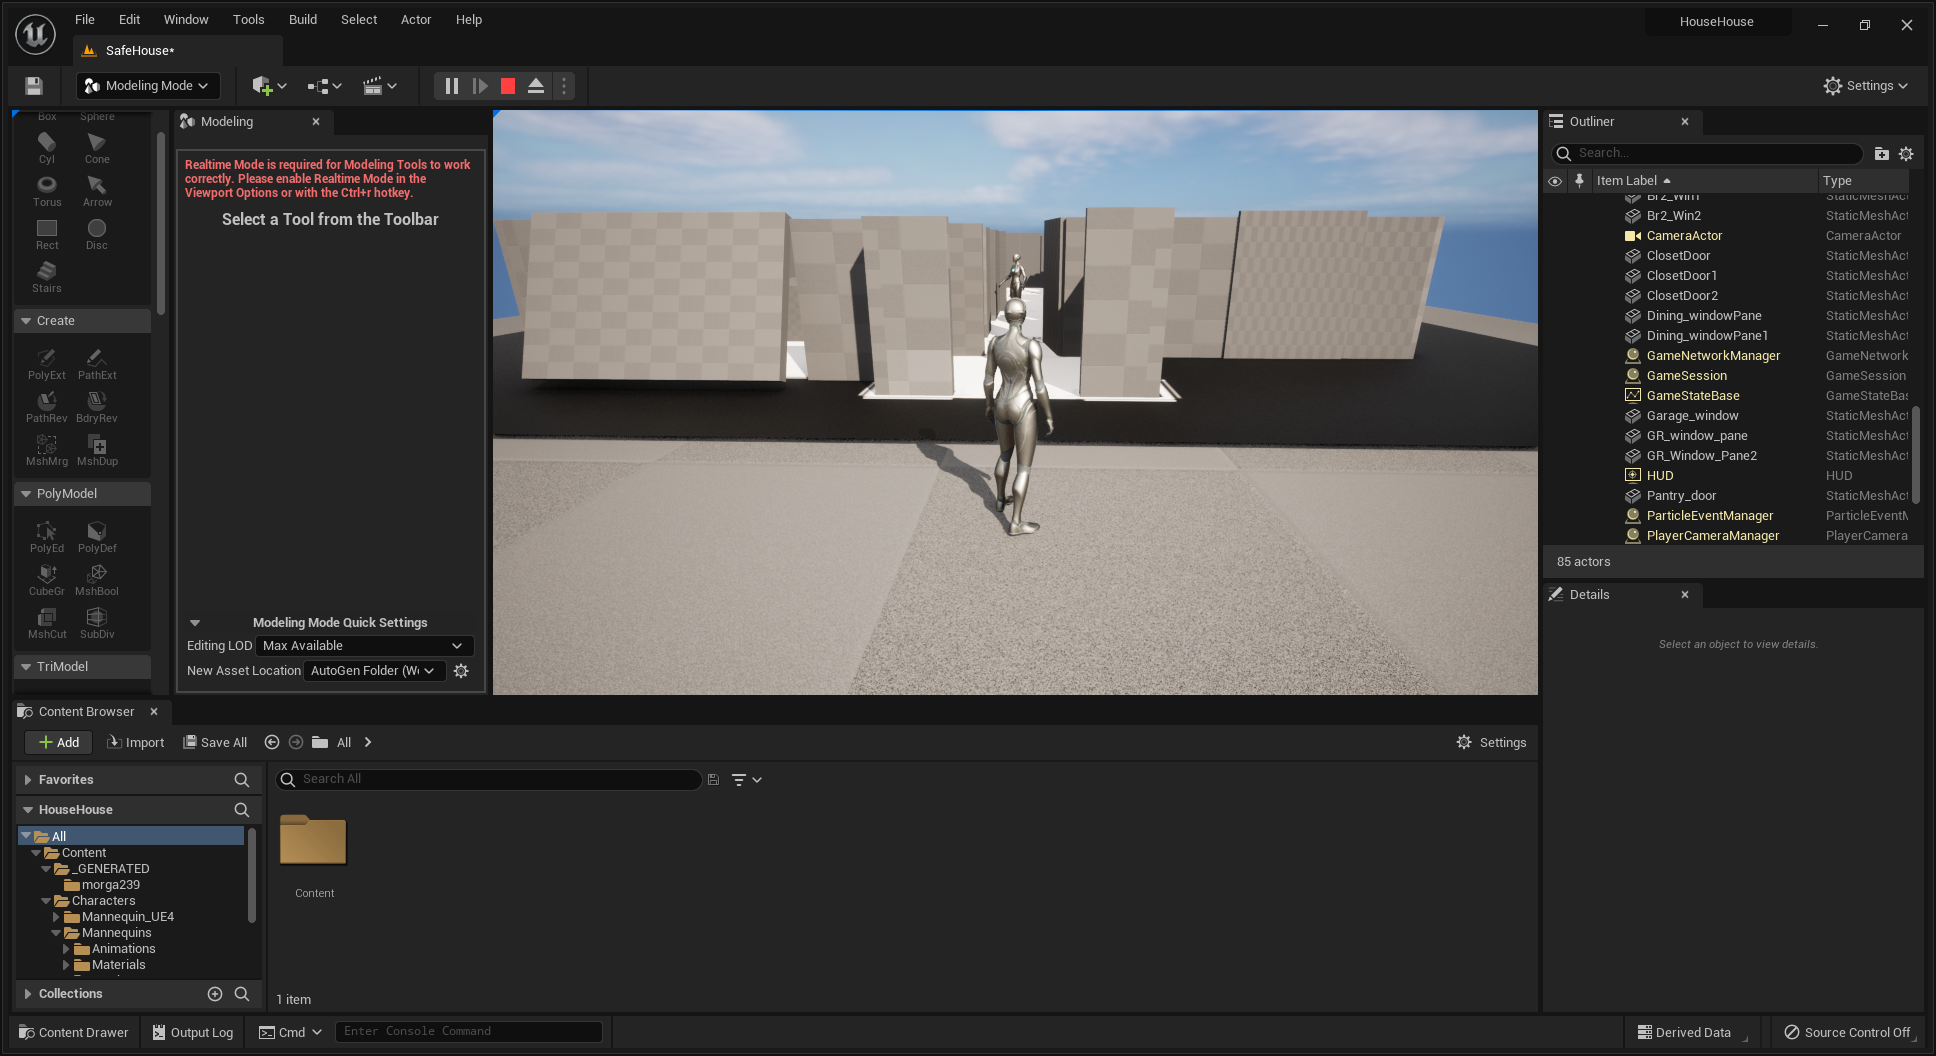 File Edit Window Tools Build Select Actor Help
HouseHouse
SafeHouse*
Modeling Mode
Settings
Box Sphere
Cyl Cone
Torus Arrow
Rect Disc
Stairs
Create
PolyExt PathExt
PathRev BdryRev
MshMrg MshDup
PolyModel
PolyEd PolyDef
CubeGr MshBool
MshCut SubDiv
TriModel
Modeling
Realtime Mode is required for Modeling Tools to work
correctly. Please enable Realtime Mode in the
Viewport Options or with the Ctrl+r hotkey.
Select a Tool from the Toolbar
Modeling Mode Quick Settings
Editing LOD Max Available
New Asset Location AutoGen Folder (W
Outliner
Search...
Item Label Type
Br2_Win1 StaticMeshAct
Br2_Win2 StaticMeshAct
CameraActor CameraActor
ClosetDoor StaticMeshAct
ClosetDoor1 StaticMeshAct
ClosetDoor2 StaticMeshAct
Dining_windowPane StaticMeshAct
Dining_windowPane1 StaticMeshAct
GameNetworkManager GameNetwork
GameSession GameSession
GameStateBase GameStateBas
Garage_window StaticMeshAct
GR_window_pane StaticMeshAct
GR_Window_Pane2 StaticMeshAct
HUD HUD
Pantry_door StaticMeshAct
ParticleEventManager ParticleEventM
PlayerCameraManager PlayerCamera
85 actors
Details
Select an object to view details.
Content Browser
Add Import Save All All Settings
Favorites
HouseHouse
All
Content
_GENERATED
morga239
Characters
Mannequin_UE4
Mannequins
Animations
Materials
Collections
Search All
Content
1 item
Content Drawer Output Log Cmd Enter Console Command Derived Data Source Control Off